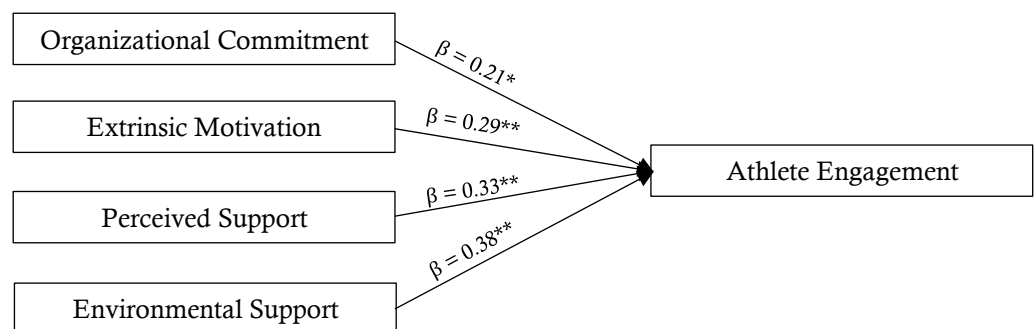 Organizational Commitment
β = 0.21*
Extrinsic Motivation
β = 0.29**
Athlete Engagement
β = 0.33**
Perceived Support
β = 0.38**
Environmental Support